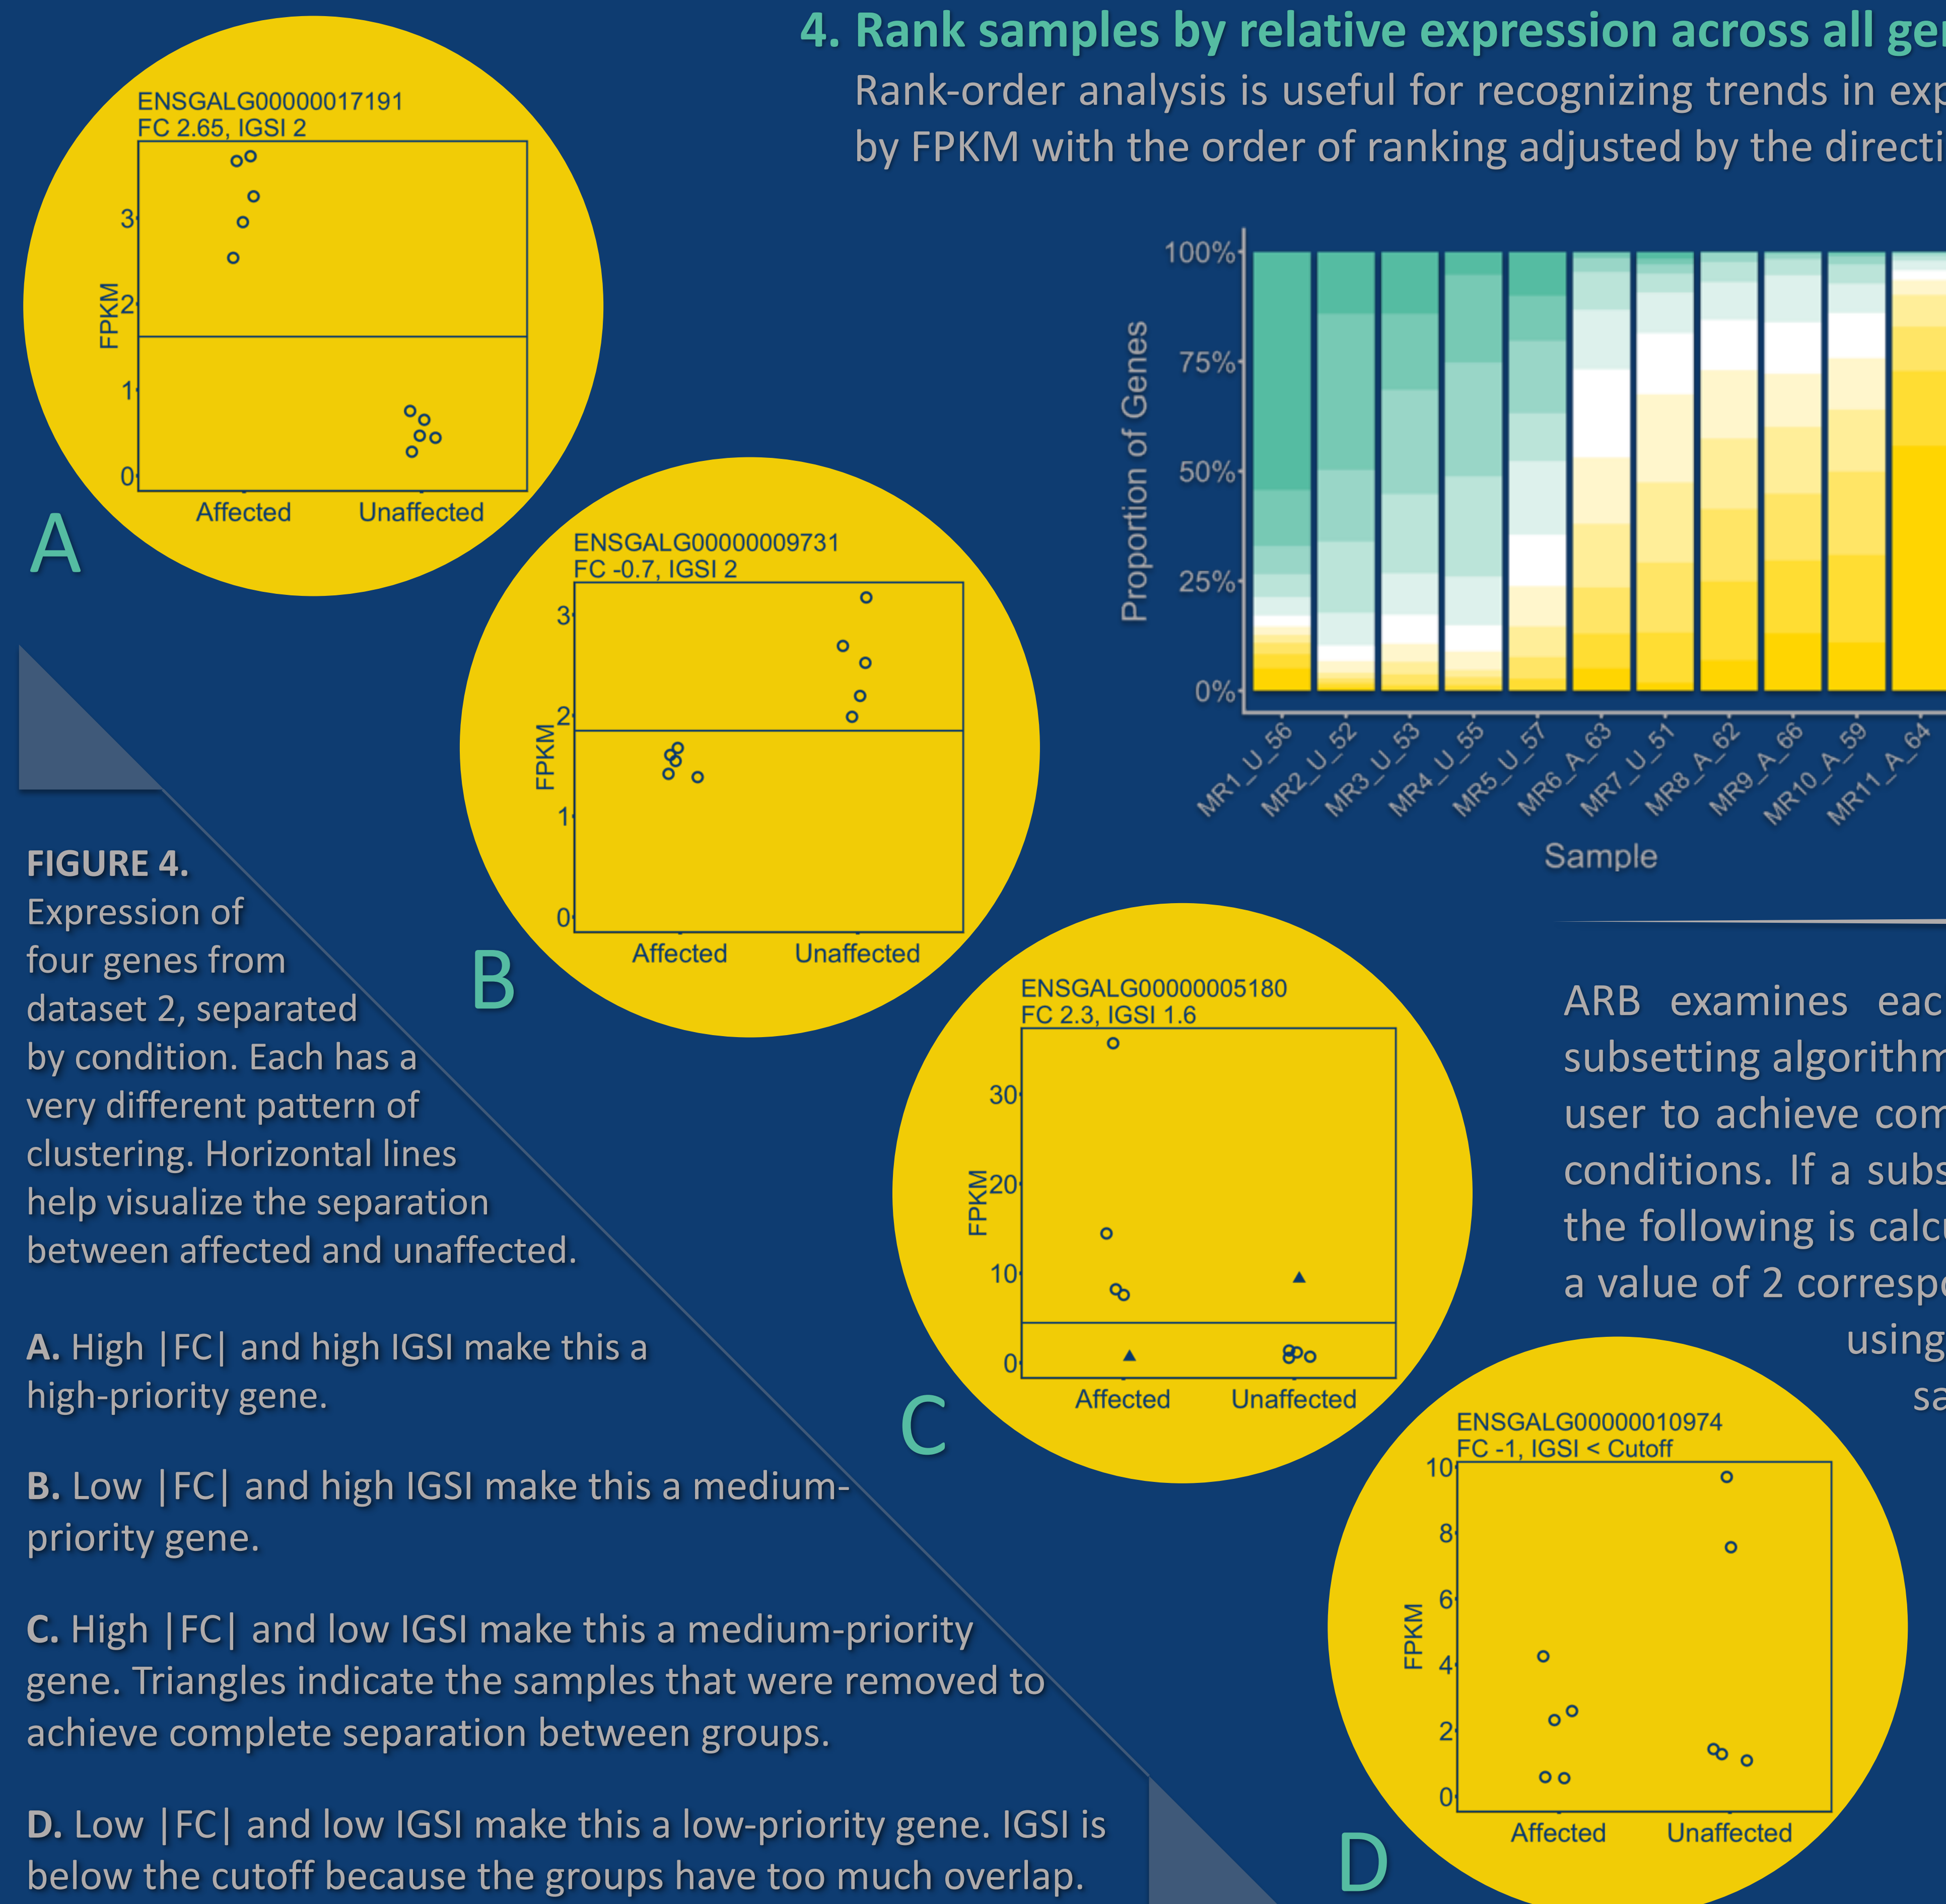 4. Rank samples by relative expression across all
Rank-order analysis is useful for recognizing trends in
by FPKM with the order of ranking adjusted by the
ENSGALG00000017191
FC 2.65, IGSI 2
3
2
1
0
FPKM
Affected Unaffected
A
100%
75%
50%
25%
0%
Proportion of Genes
MR1_U_56
MR2_U_52
MR3_U_53
MR4_U_55
MR5_U_57
MR6_A_63
MR7_U_51
MR8_A_62
MR9_A_66
MR10_A_59
MR11_A_64
Sample
ENSGALG00000009731
FC -0.7, IGSI 2
3
2
1
0
FPKM
Affected Unaffected
B
FIGURE 4.
Expression of
four genes from
dataset 2, separated
by condition. Each has a
very different pattern of
clustering. Horizontal lines
help visualize the separation
between affected and unaffected.
A. High |FC| and high IGSI make this a
high-priority gene.
B. Low |FC| and high IGSI make this a medium-
priority gene.
C. High |FC| and low IGSI make this a medium-priority
gene. Triangles indicate the samples that were removed to
achieve complete separation between groups.
D. Low |FC| and low IGSI make this a low-priority gene. IGSI is
below the cutoff because the groups have too much overlap.
ENSGALG00000005180
FC 2.3, IGSI 1.6
30
20
10
0
FPKM
Affected Unaffected
C
ARB examines
subsetting
user to achieve
conditions. If a
the following is
a value of 2
using
ENSGALG00000010974
FC -1, IGSI < Cutoff
10
8
6
4
2
0
FPKM
Affected Unaffected
D